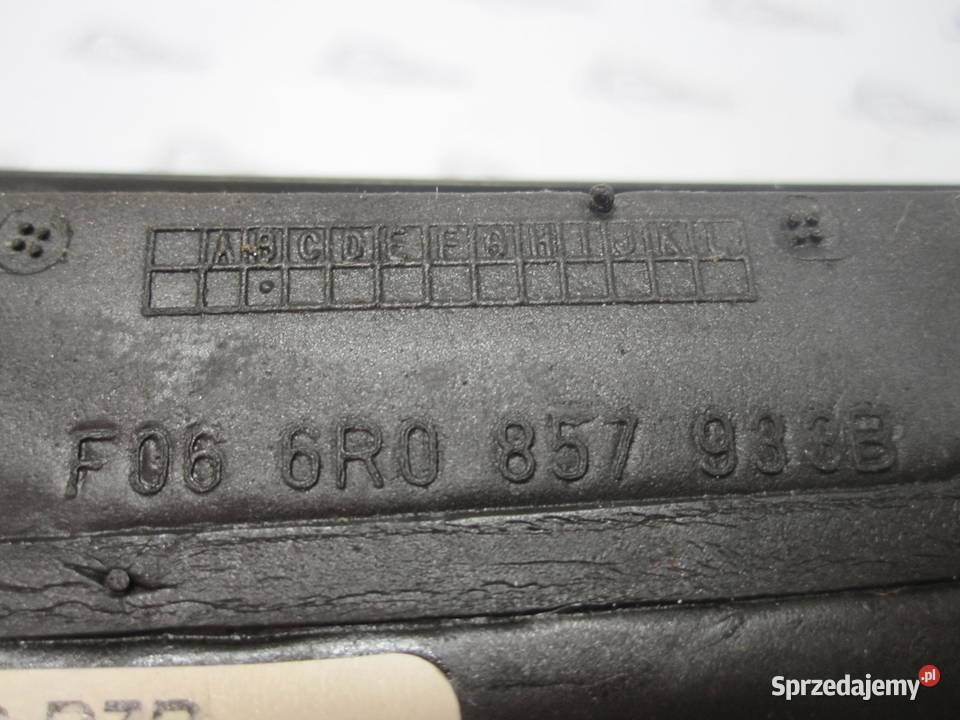 A B C D E F G H I J K L
F06 6R0 857 933B
Sprzedajemy.pl